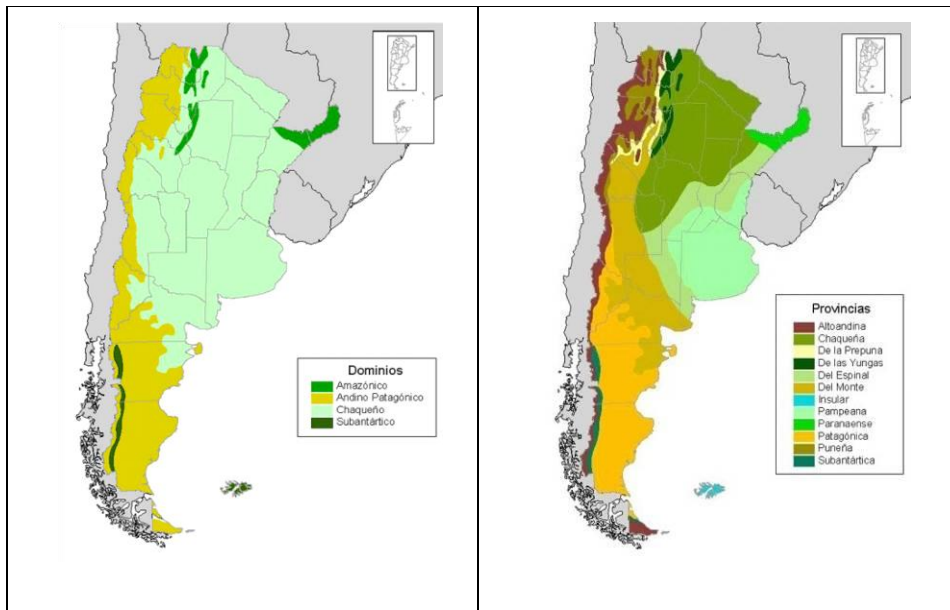 Dominios
Amazónico
Andino Patagónico
Chaqueño
Subantártico
Provincias
Altoandina
Chaqueña
De la Prepuna
De las Yungas
Del Espinal
Del Monte
Insular
Pampeana
Paranaense
Patagónica
Puneña
Subantártica